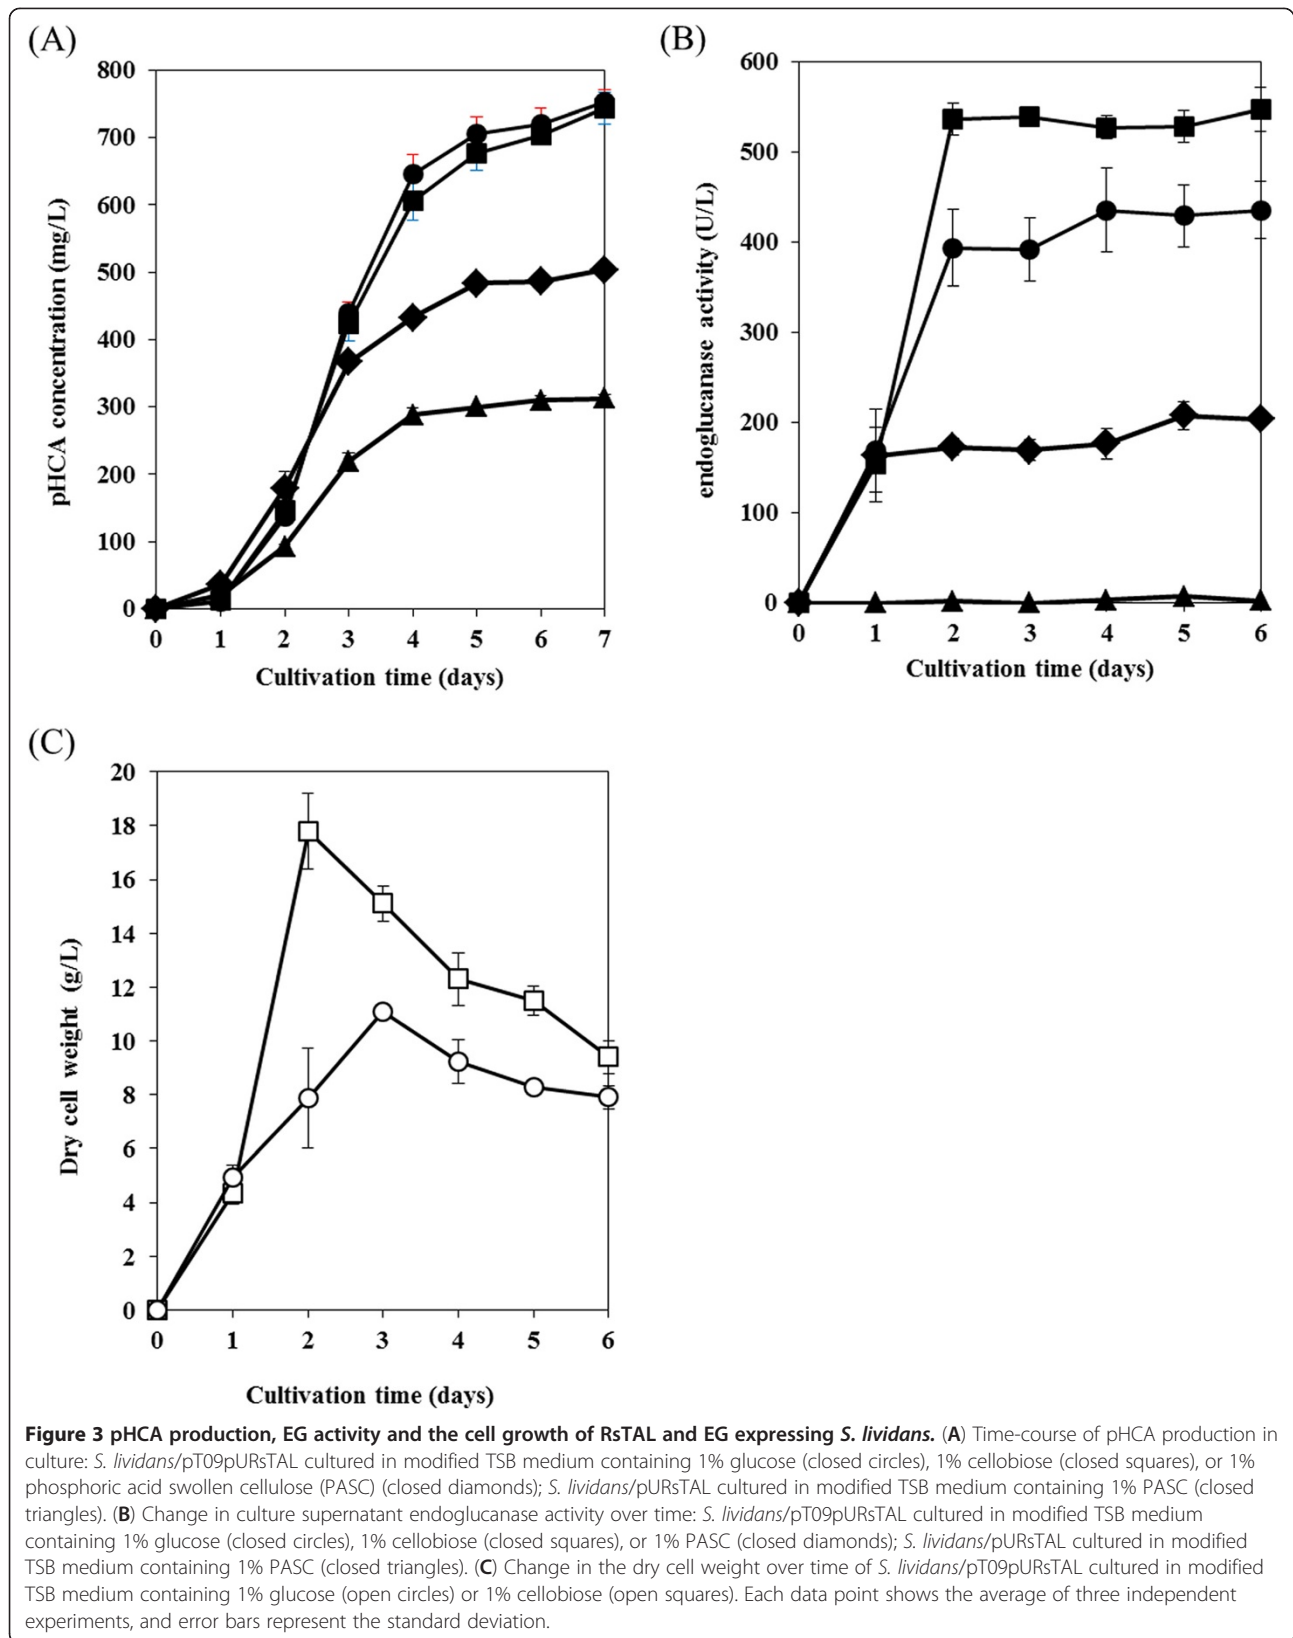 (A)
800
700
600
500
400
300
200
100
0
pHCA concentration (mg/L)
0 1 2 3 4 5 6 7
Cultivation time (days)
(B)
600
500
400
300
200
100
0
endoglucanase activity (U/L)
0 1 2 3 4 5 6
Cultivation time (days)
(C)
20
18
16
14
12
10
8
6
4
2
0
Dry cell weight (g/L)
0 1 2 3 4 5 6
Cultivation time (days)
Figure 3 pHCA production, EG activity and the cell growth of RsTAL and EG expressing S. lividans. (A) Time-course of pHCA production in
culture: S. lividans/pT09pURsTAL cultured in modified TSB medium containing 1% glucose (closed circles), 1% cellobiose (closed squares), or 1%
phosphoric acid swollen cellulose (PASC) (closed diamonds); S. lividans/pURsTAL cultured in modified TSB medium containing 1% PASC (closed
triangles). (B) Change in culture supernatant endoglucanase activity over time: S. lividans/pT09pURsTAL cultured in modified TSB medium
containing 1% glucose (closed circles), 1% cellobiose (closed squares), or 1% PASC (closed diamonds); S. lividans/pURsTAL cultured in modified
TSB medium containing 1% PASC (closed triangles). (C) Change in the dry cell weight over time of S. lividans/pT09pURsTAL cultured in modified
TSB medium containing 1% glucose (open circles) or 1% cellobiose (open squares). Each data point shows the average of three independent
experiments, and error bars represent the standard deviation.